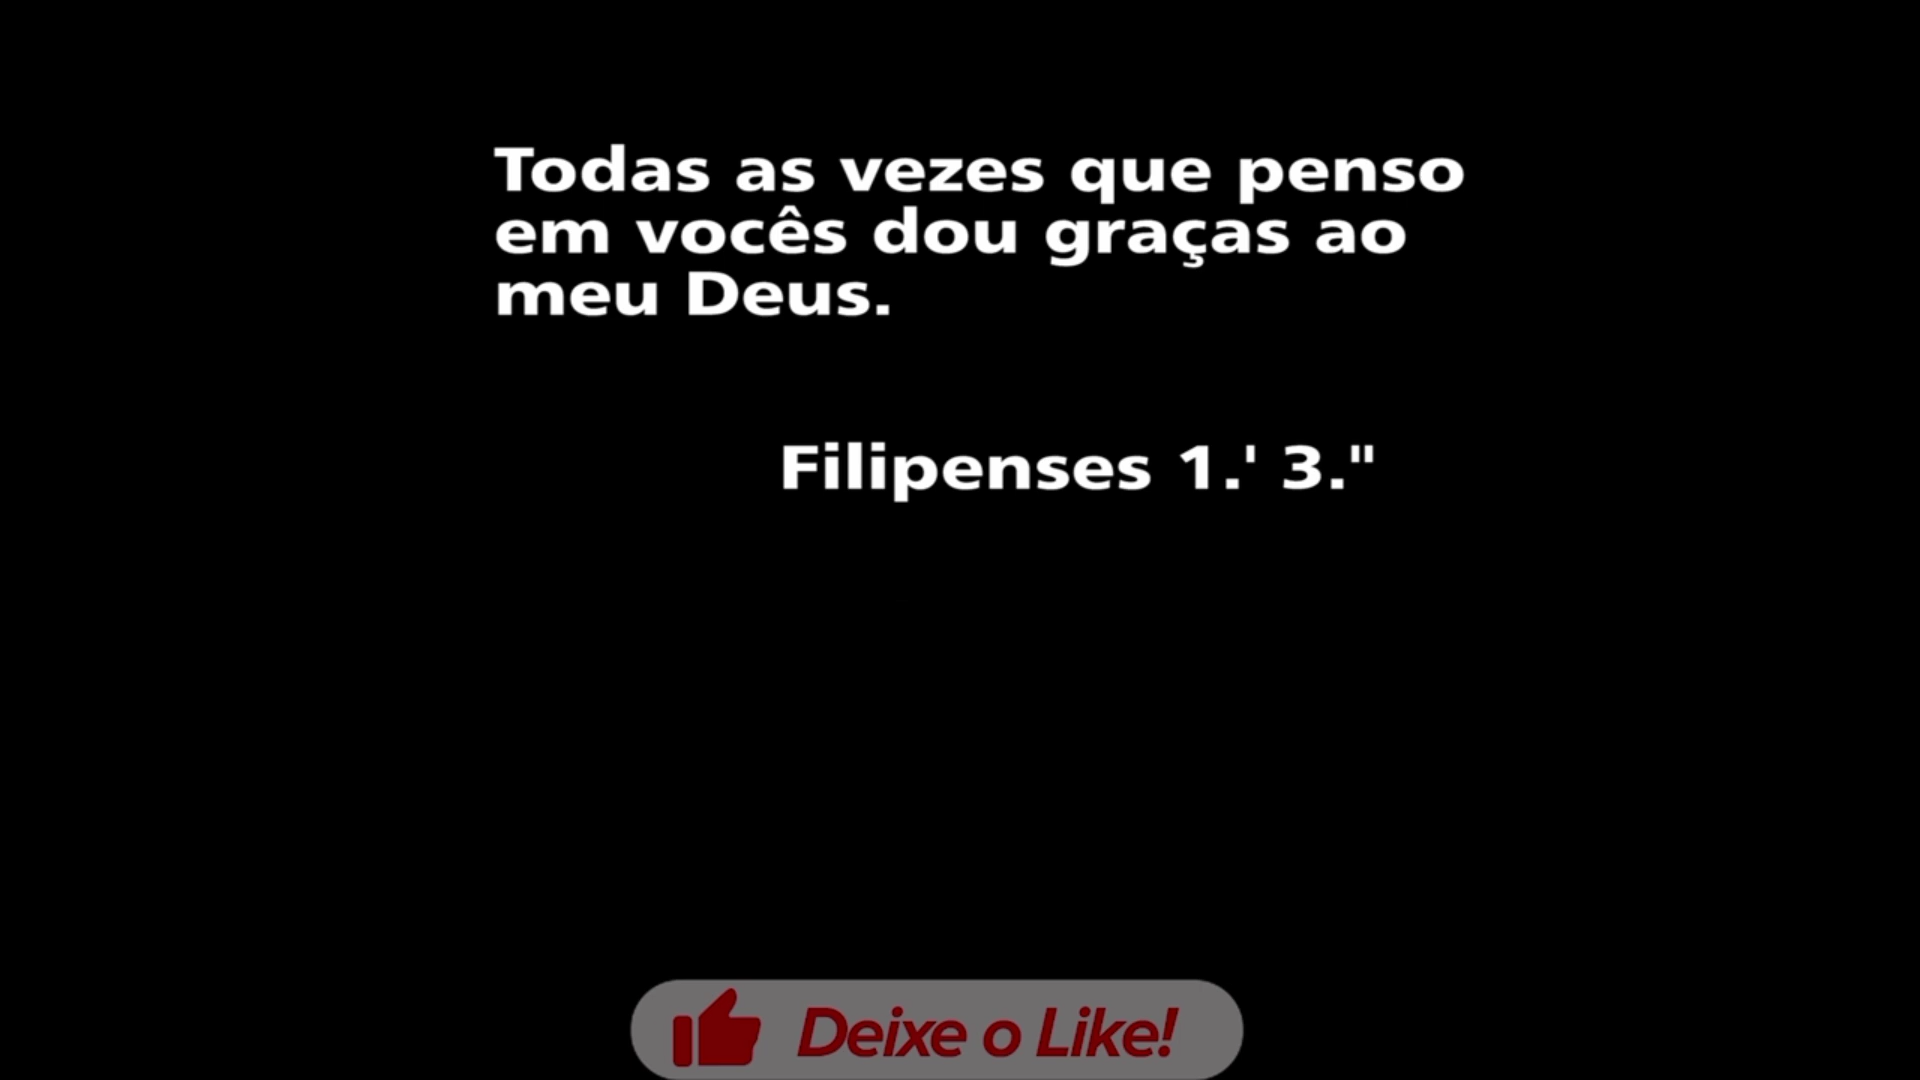 Todas as vezes que penso
em vocês dou graças ao
meu Deus.
Filipenses 1.' 3."
Deixe o Like!